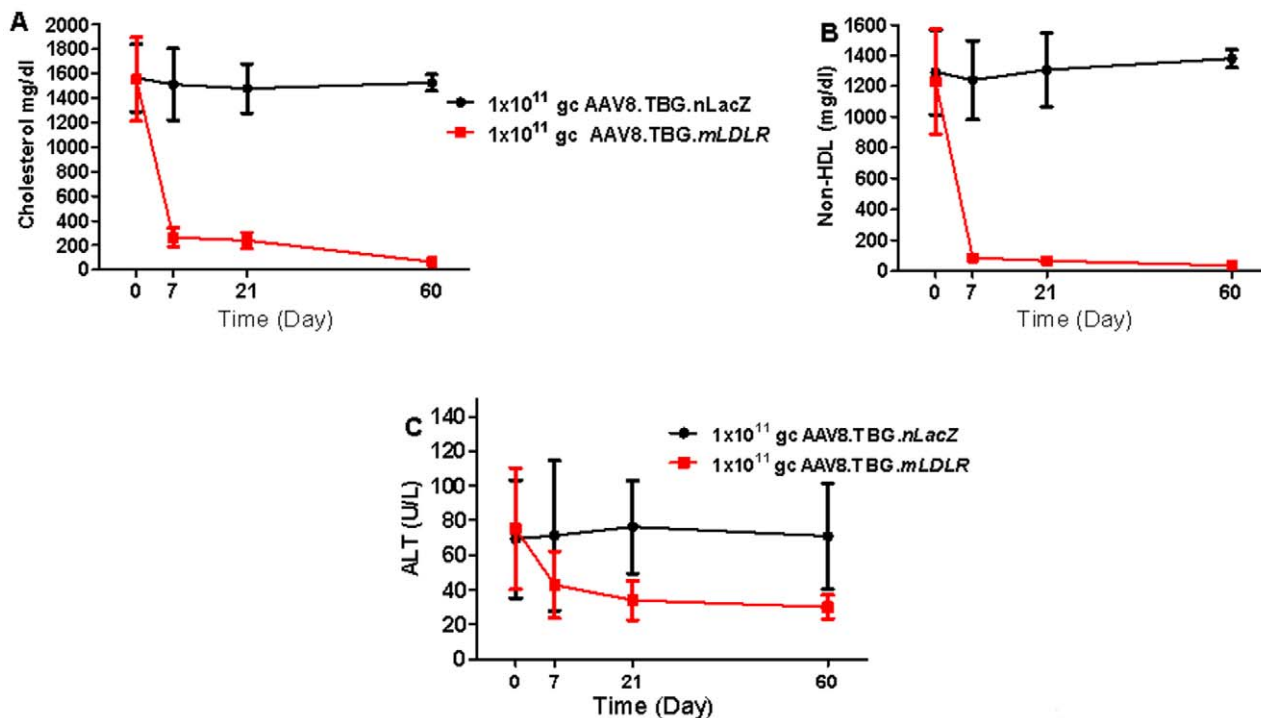 A
Cholesterol mg/dl
2000
1800
1600
1400
1200
1000
800
600
400
200
0
0 7 21 60
Time (Day)
1x10¹¹ gc AAV8.TBG.nLacZ
1x10¹¹ gc AAV8.TBG.mLDLR
B
Non-HDL (mg/dl)
1600
1400
1200
1000
800
600
400
200
0
0 7 21 60
Time (Day)
C
ALT (U/L)
140
120
100
80
60
40
20
0
0 7 21 60
Time (Day)
1x10¹¹ gc AAV8.TBG.nLacZ
1x10¹¹ gc AAV8.TBG.mLDLR